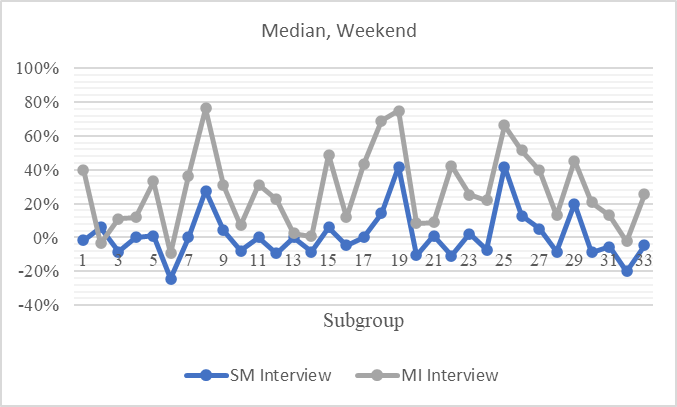 Median, Weekend
100%
80%
60%
40%
20%
0%
-20%
-40%
1 3 5 7 9 11 13 15 17 19 21 23 25 27 29 31 33
Subgroup
SM Interview MI Interview